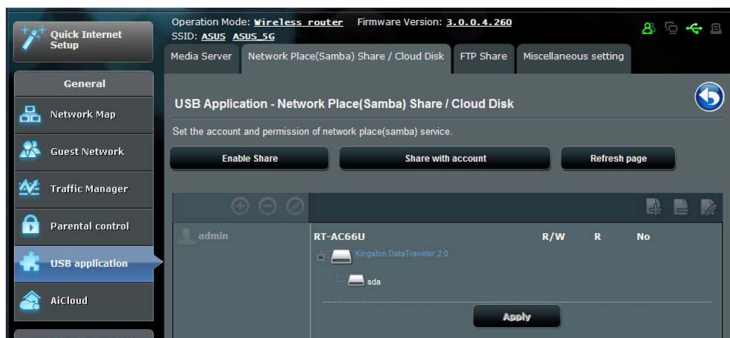 Quick Internet
Setup
Operation Mode: Wireless router Firmware Version: 3.0.0.4.260
SSID: ASUS ASUS_5G
Media Server
Network Place(Samba) Share / Cloud Disk
FTP Share
Miscellaneous setting
General
Network Map
Guest Network
Traffic Manager
Parental control
USB application
AiCloud
USB Application - Network Place(Samba) Share / Cloud Disk
Set the account and permission of network place(samba) service.
Enable Share
Share with account
Refresh page
admin
RT-AC66U R/W R No
Kingston DataTraveler 2.0
sda
Apply